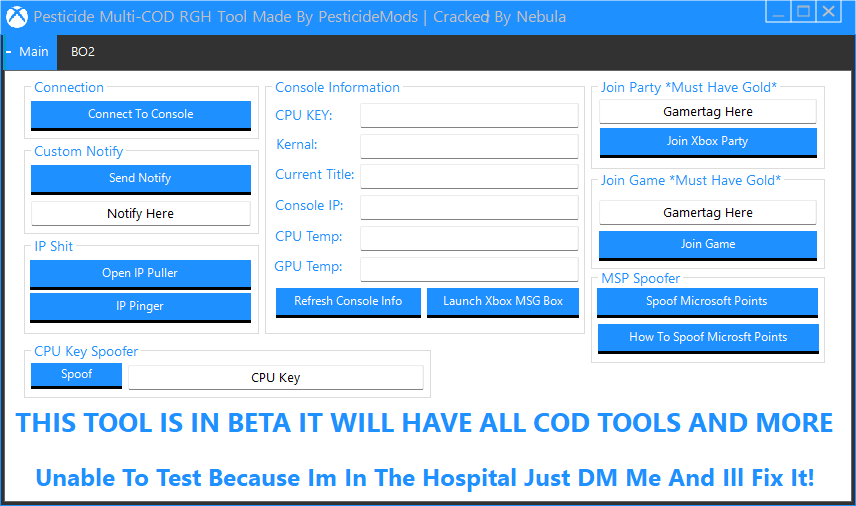 Pesticide Multi-COD RGH Tool Made By PesticideMods | Cracked By Nebula
Main BO2
Connection
Connect To Console
Custom Notify
Send Notify
Notify Here
IP Shit
Open IP Puller
IP Pinger
Console Information
CPU KEY:
Kernal:
Current Title:
Console IP:
CPU Temp:
GPU Temp:
Refresh Console Info Launch Xbox MSG Box
Join Party *Must Have Gold*
Gamertag Here
Join Xbox Party
Join Game *Must Have Gold*
Gamertag Here
Join Game
MSP Spoofer
Spoof Microsoft Points
How To Spoof Microsft Points
CPU Key Spoofer
Spoof CPU Key
THIS TOOL IS IN BETA IT WILL HAVE ALL COD TOOLS AND MORE
Unable To Test Because Im In The Hospital Just DM Me And Ill Fix It!